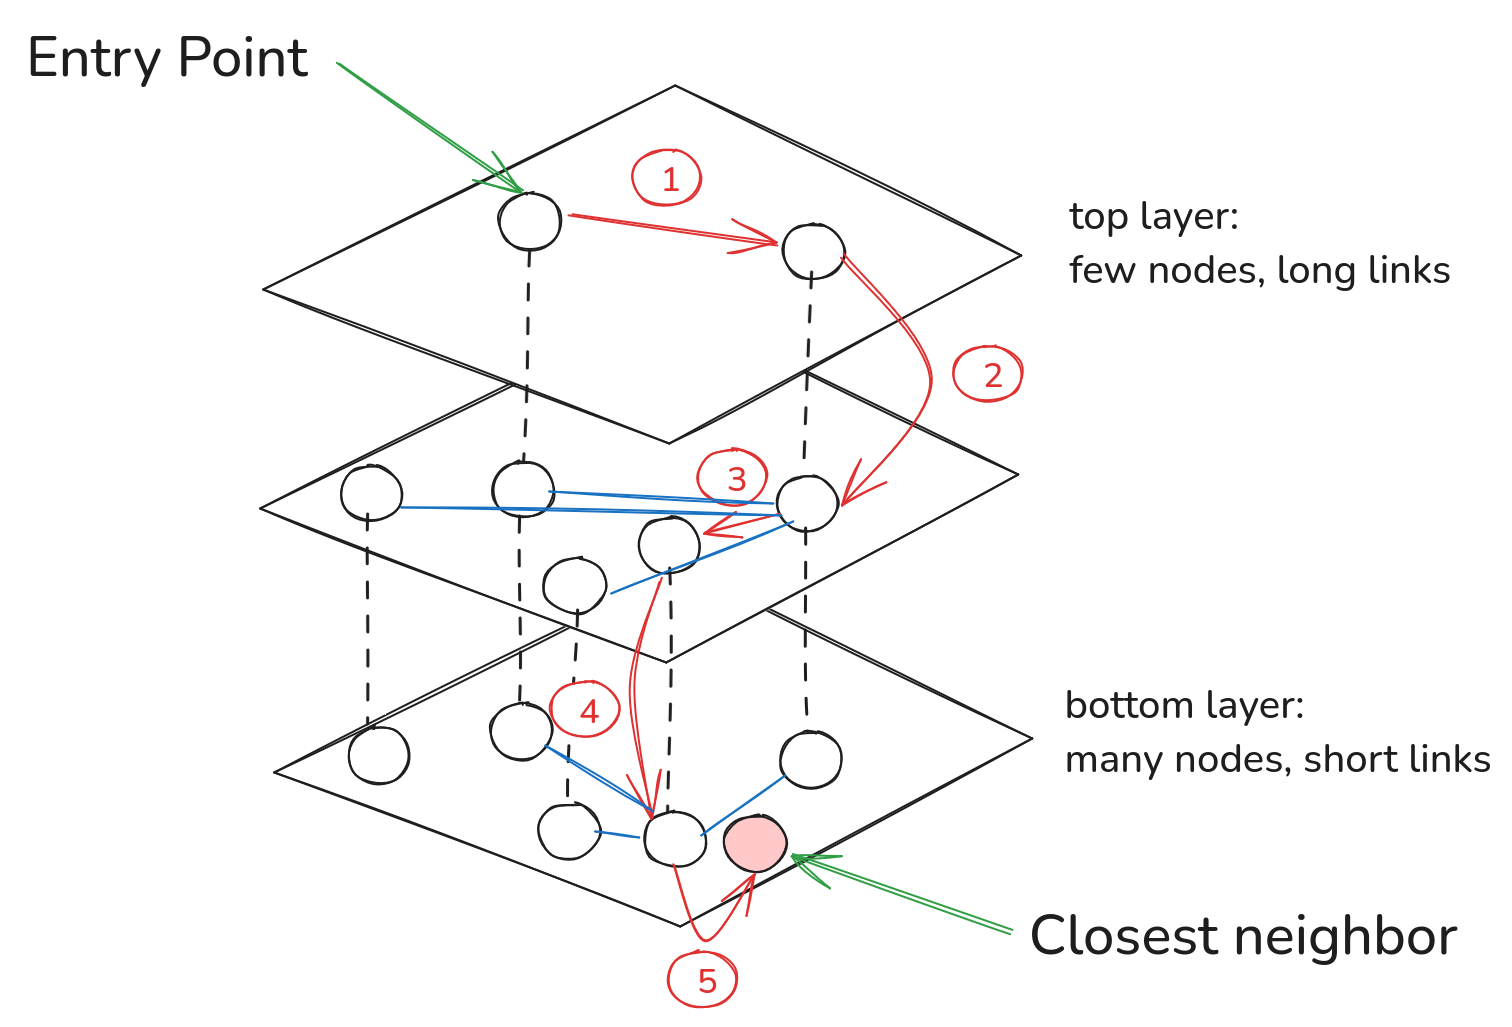 Entry Point
1
top layer:
few nodes, long links
2
3
4
bottom layer:
many nodes, short links
Closest neighbor
5